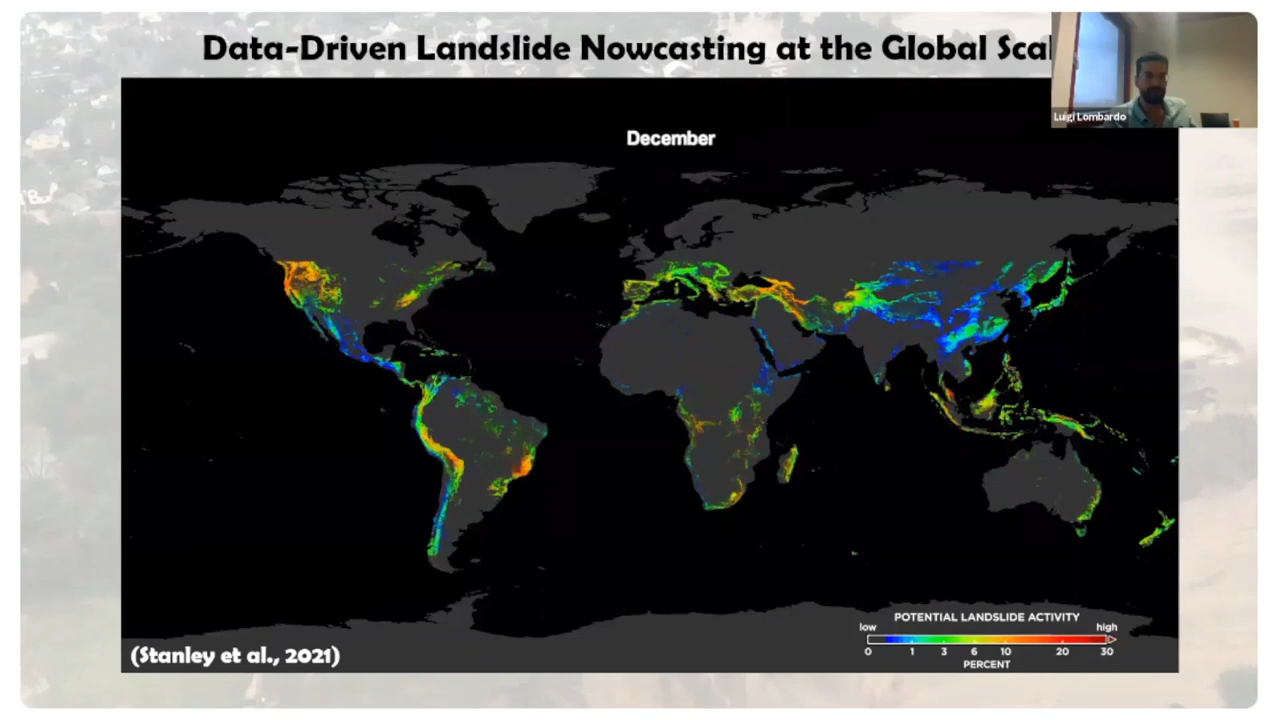 Data-Driven Landslide Nowcasting at the Global Scal
Luigi Lombardo
December
POTENTIAL LANDSLIDE ACTIVITY
low high
0 1 3 6 10 20 30
PERCENT
(Stanley et al., 2021)